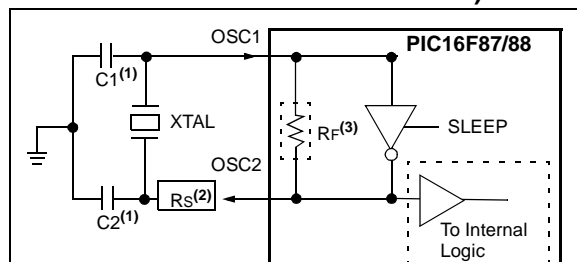 OSC1
PIC16F87/88
C1(1)
XTAL
RF(3)
SLEEP
OSC2
RS(2)
C2(1)
To Internal
Logic